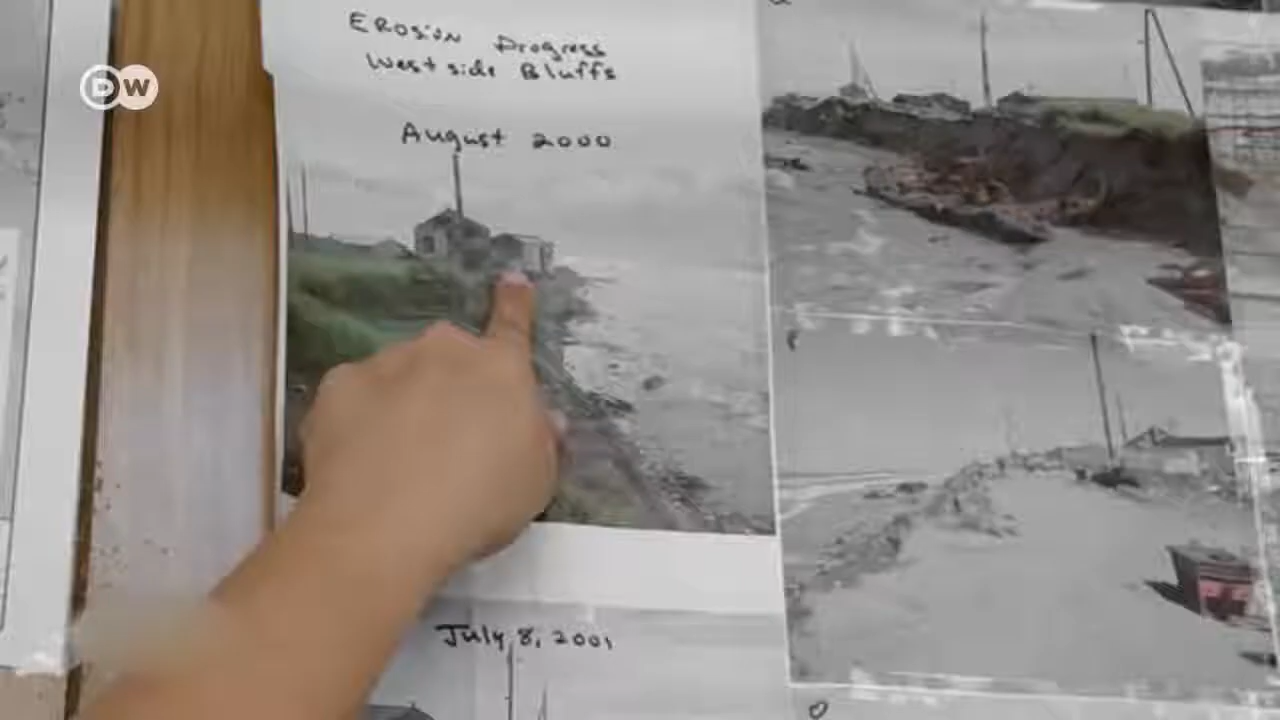 DW
Erosion Progress
West side Bluffs
August 2000
July 8, 2001